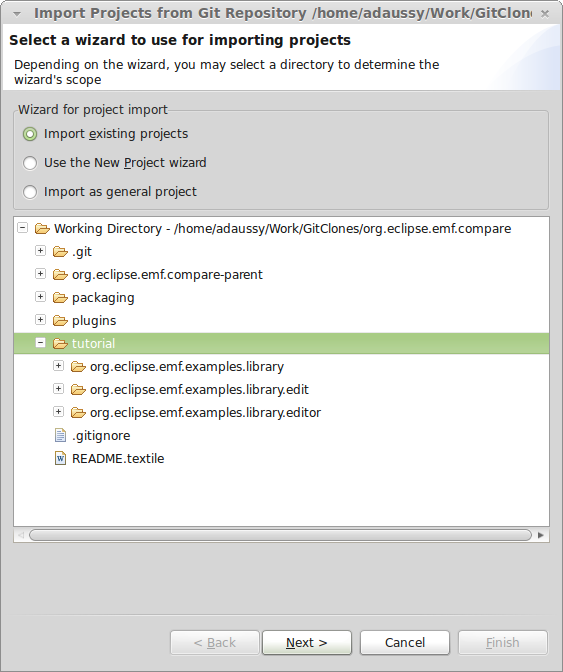 Import Projects from Git Repository /home/adaussy/Work/GitClone
Select a wizard to use for importing projects
Depending on the wizard, you may select a directory to determine the
wizard's scope
Wizard for project import
Import existing projects
Use the New Project wizard
Import as general project
Working Directory - /home/adaussy/Work/GitClones/org.eclipse.emf.compare
.git
org.eclipse.emf.compare-parent
packaging
plugins
tutorial
org.eclipse.emf.examples.library
org.eclipse.emf.examples.library.edit
org.eclipse.emf.examples.library.editor
.gitignore
README.textile
< Back Next > Cancel Finish